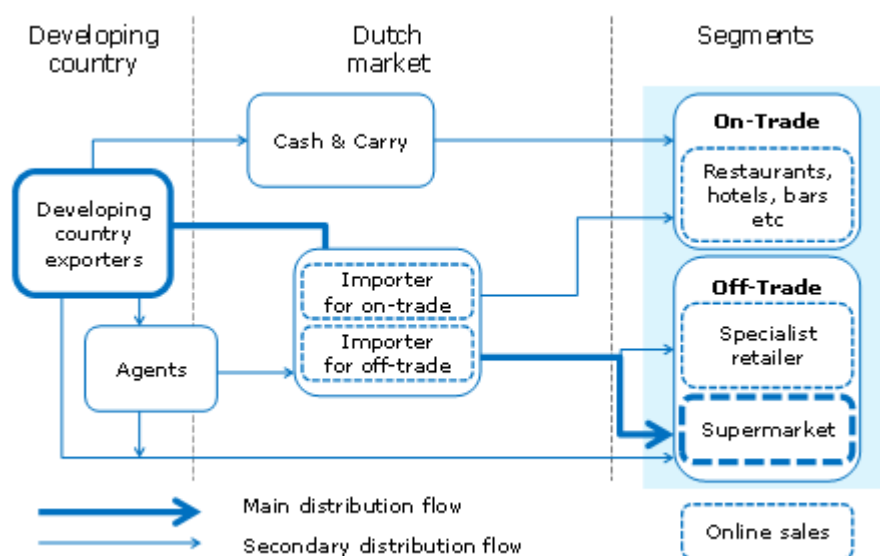 Developing
country
Dutch
market
Segments
Cash & Carry
On-Trade
Restaurants,
hotels, bars
etc
Developing
country
exporters
Importer
for on-trade
Importer
for off-trade
Off-Trade
Specialist
retailer
Agents
Supermarket
Main distribution flow
Secondary distribution flow
Online sales